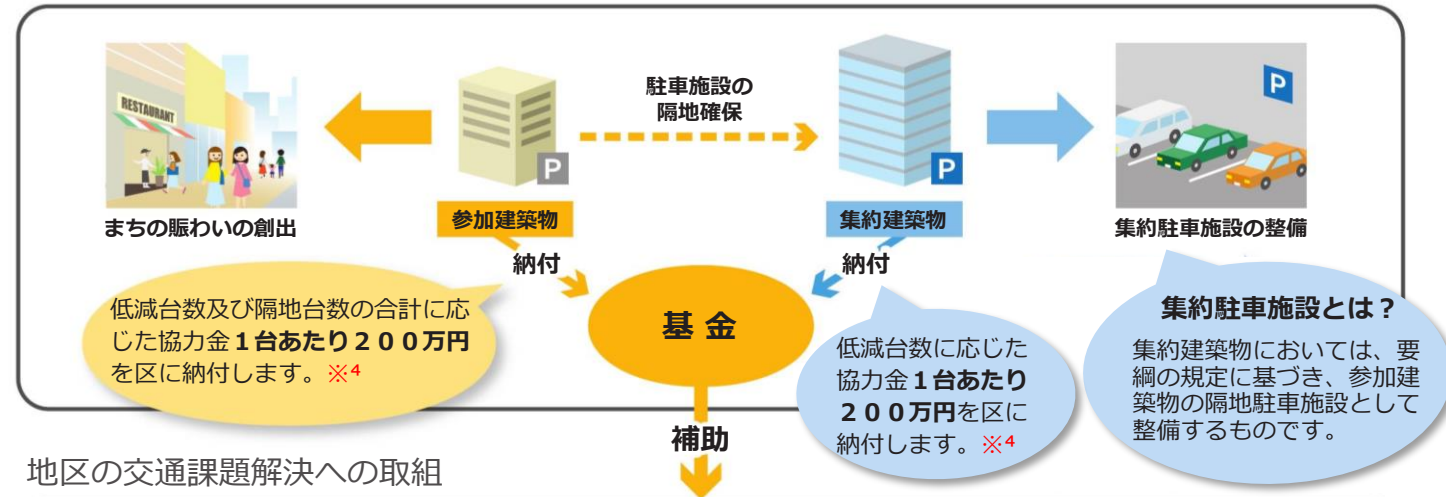 RESTAURANT
P
駐車施設の
隔地確保
P
P
まちの賑わいの創出
参加建築物
集約建築物
集約駐車施設の整備
納付
納付
低減台数及び隔地台数の合計に応
じた協力金1台あたり200万円
を区に納付します。※4
基 金
低減台数に応じた
協力金1台あたり
200万円を区に
納付します。※4
集約駐車施設とは?
集約建築物においては、要
綱の規定に基づき、参加建
築物の隔地駐車施設として
整備するものです。
補助
地区の交通課題解決への取組